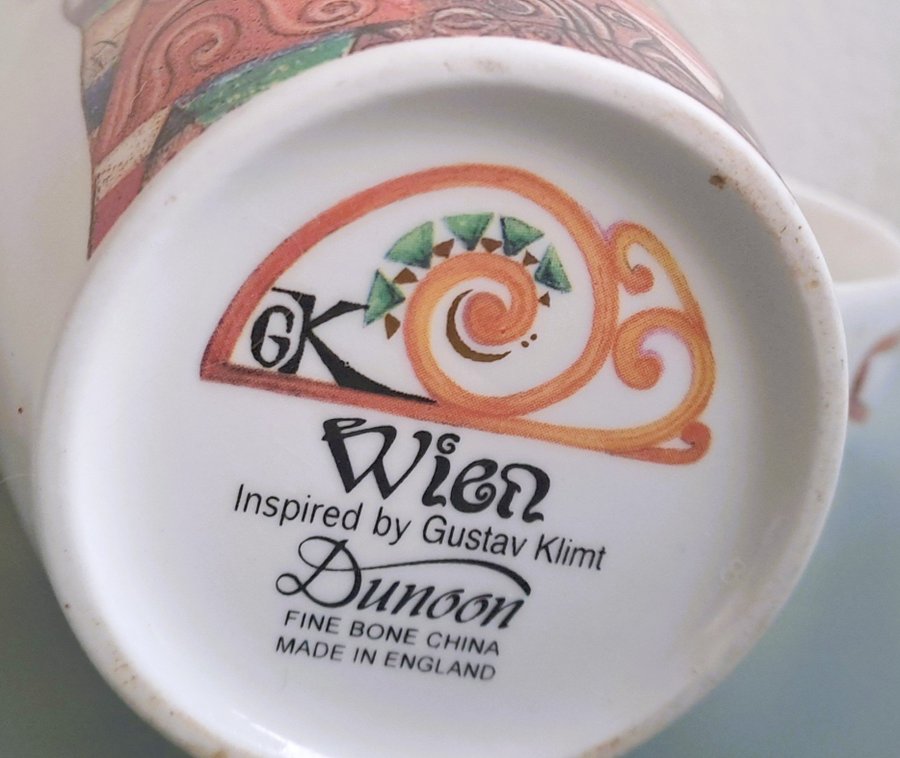 GK
Wien
Inspired by Gustav Klimt
Dunoon
FINE BONE CHINA
MADE IN ENGLAND